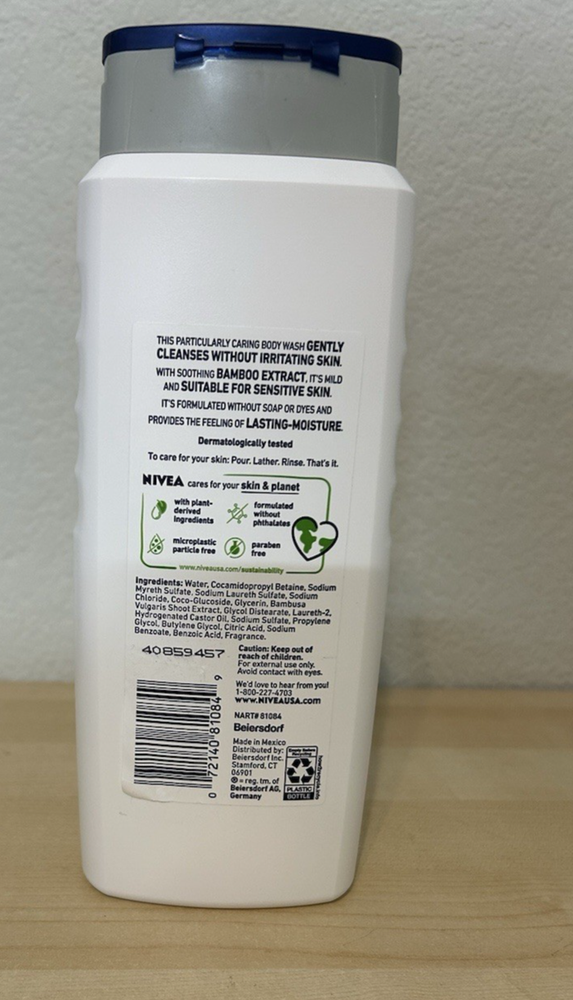 THIS PARTICULARLY CARING BODY WASH GENTLY
CLEANSES WITHOUT IRRITATING SKIN.
WITH SOOTHING BAMBOO EXTRACT, IT'S MILD
AND SUITABLE FOR SENSITIVE SKIN.
IT'S FORMULATED WITHOUT SOAP OR DYES AND
PROVIDES THE FEELING OF LASTING-MOISTURE.
Dermatologically tested
To care for your skin: Pour. Lather. Rinse. That's it.
NIVEA cares for your skin & planet
with plant-
derived
ingredients
formulated
without
phthalates
microplastic
particle free
paraben
free
www.niveausa.com/sustainability
Ingredients: Water, Cocamidopropyl Betaine, Sodium
Myreth Sulfate, Sodium Laureth Sulfate, Sodium
Chloride, Coco-Glucoside, Glycerin, Bambusa
Vulgaris Shoot Extract, Glycol Distearate, Laureth-2,
Hydrogenated Castor Oil, Sodium Sulfate, Propylene
Glycol, Butylene Glycol, Citric Acid, Sodium
Benzoate, Benzoic Acid, Fragrance.
40859457
Caution: Keep out of
reach of children.
For external use only.
Avoid contact with eyes.
We'd love to hear from you!
1-800-227-4703
www.NIVEAUSA.com
NART# 81084
Beiersdorf
Made in Mexico
Distributed by:
Beiersdorf Inc.
Stamford, CT
06901
® = reg. tm. of
Beiersdorf AG,
Germany
0 72140 81084 9
PLASTIC
BOTTLE
how2recycle.info